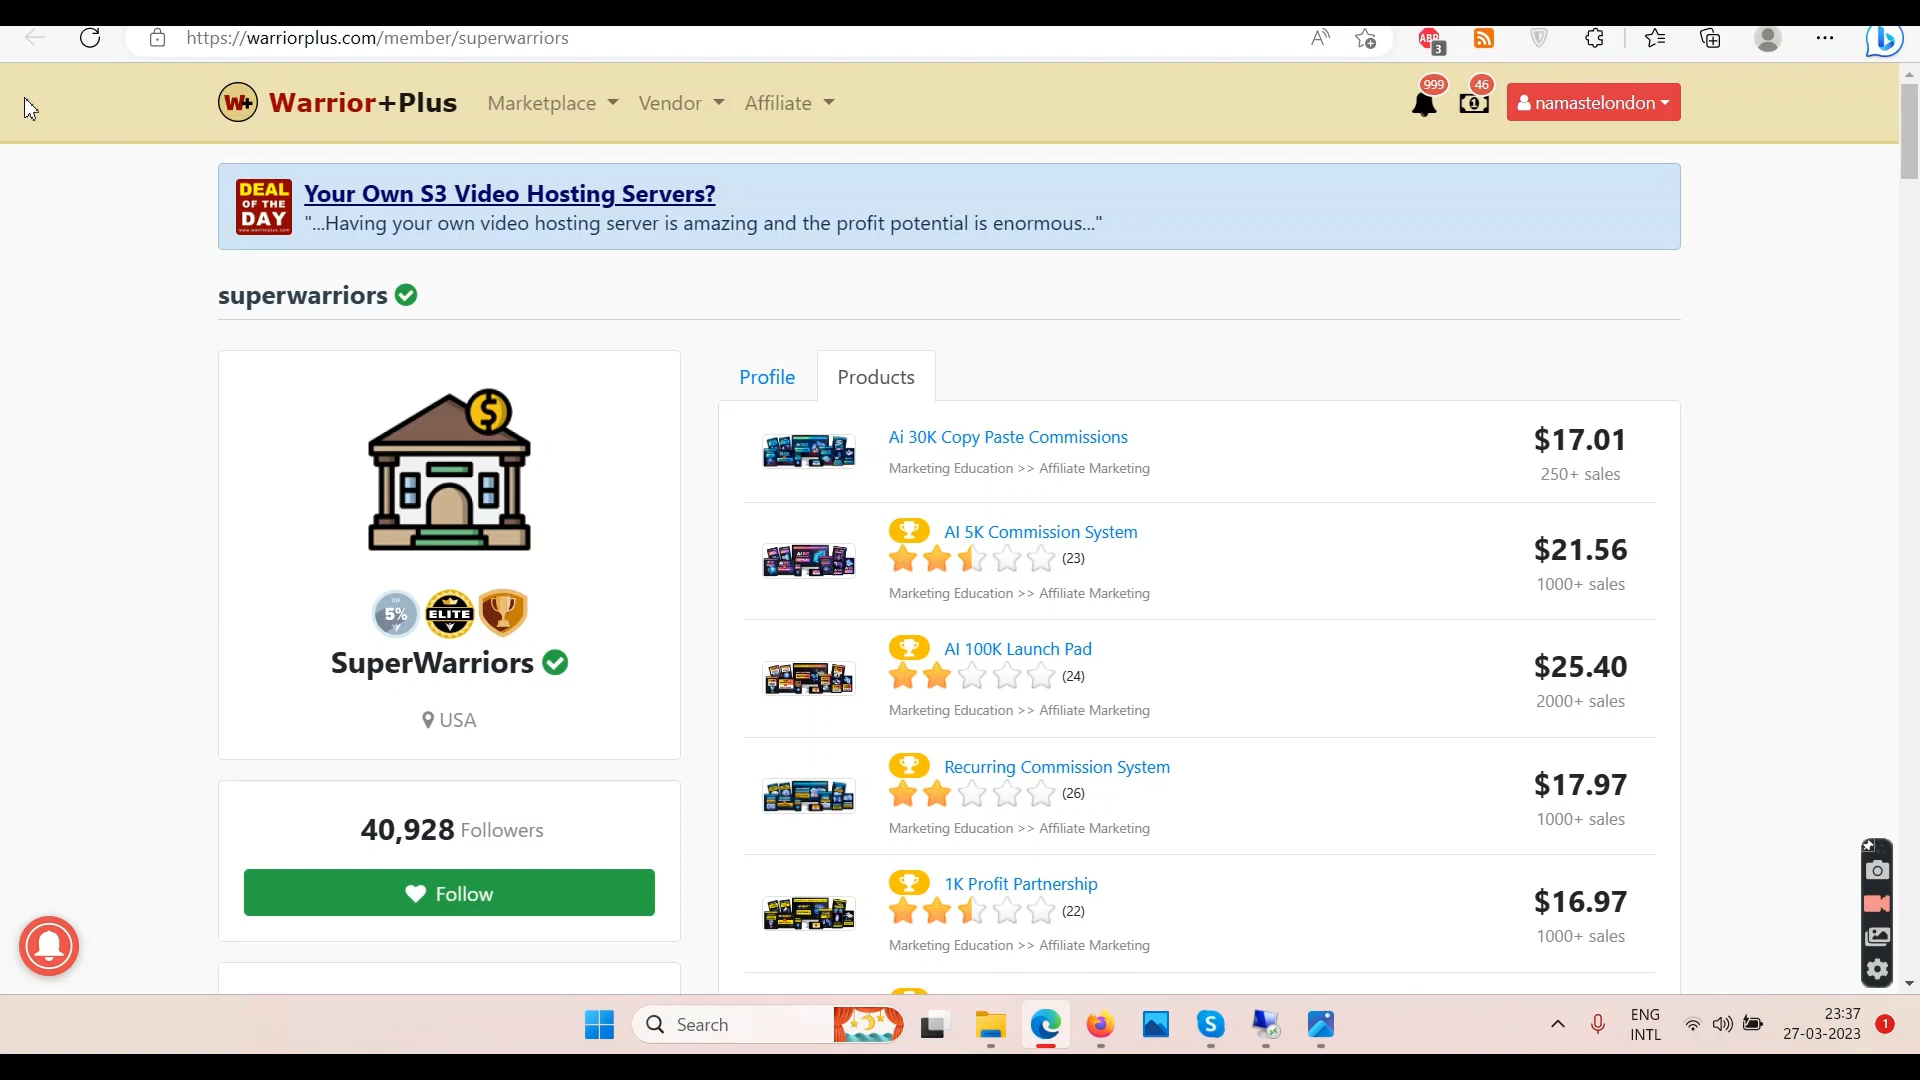 https://warriorplus.com/member/superwarriors
ABP
3
W+ Warrior+Plus
Marketplace
Vendor
Affiliate
999
46
namastelondon
DEAL
OF THE
DAY
Your Own S3 Video Hosting Servers?
"...Having your own video hosting server is amazing and the profit potential is enormous..."
superwarriors
TOP
5%
ELITE
SuperWarriors
USA
40,928 Followers
Follow
Profile
Products
Ai 30K Copy Paste Commissions
Marketing Education >> Affiliate Marketing
$17.01
250+ sales
AI 5K Commission System
(23)
Marketing Education >> Affiliate Marketing
$21.56
1000+ sales
AI 100K Launch Pad
(24)
Marketing Education >> Affiliate Marketing
$25.40
2000+ sales
Recurring Commission System
(26)
Marketing Education >> Affiliate Marketing
$17.97
1000+ sales
1K Profit Partnership
(22)
Marketing Education >> Affiliate Marketing
$16.97
1000+ sales
Search
ENG
INTL
23:37
27-03-2023
1